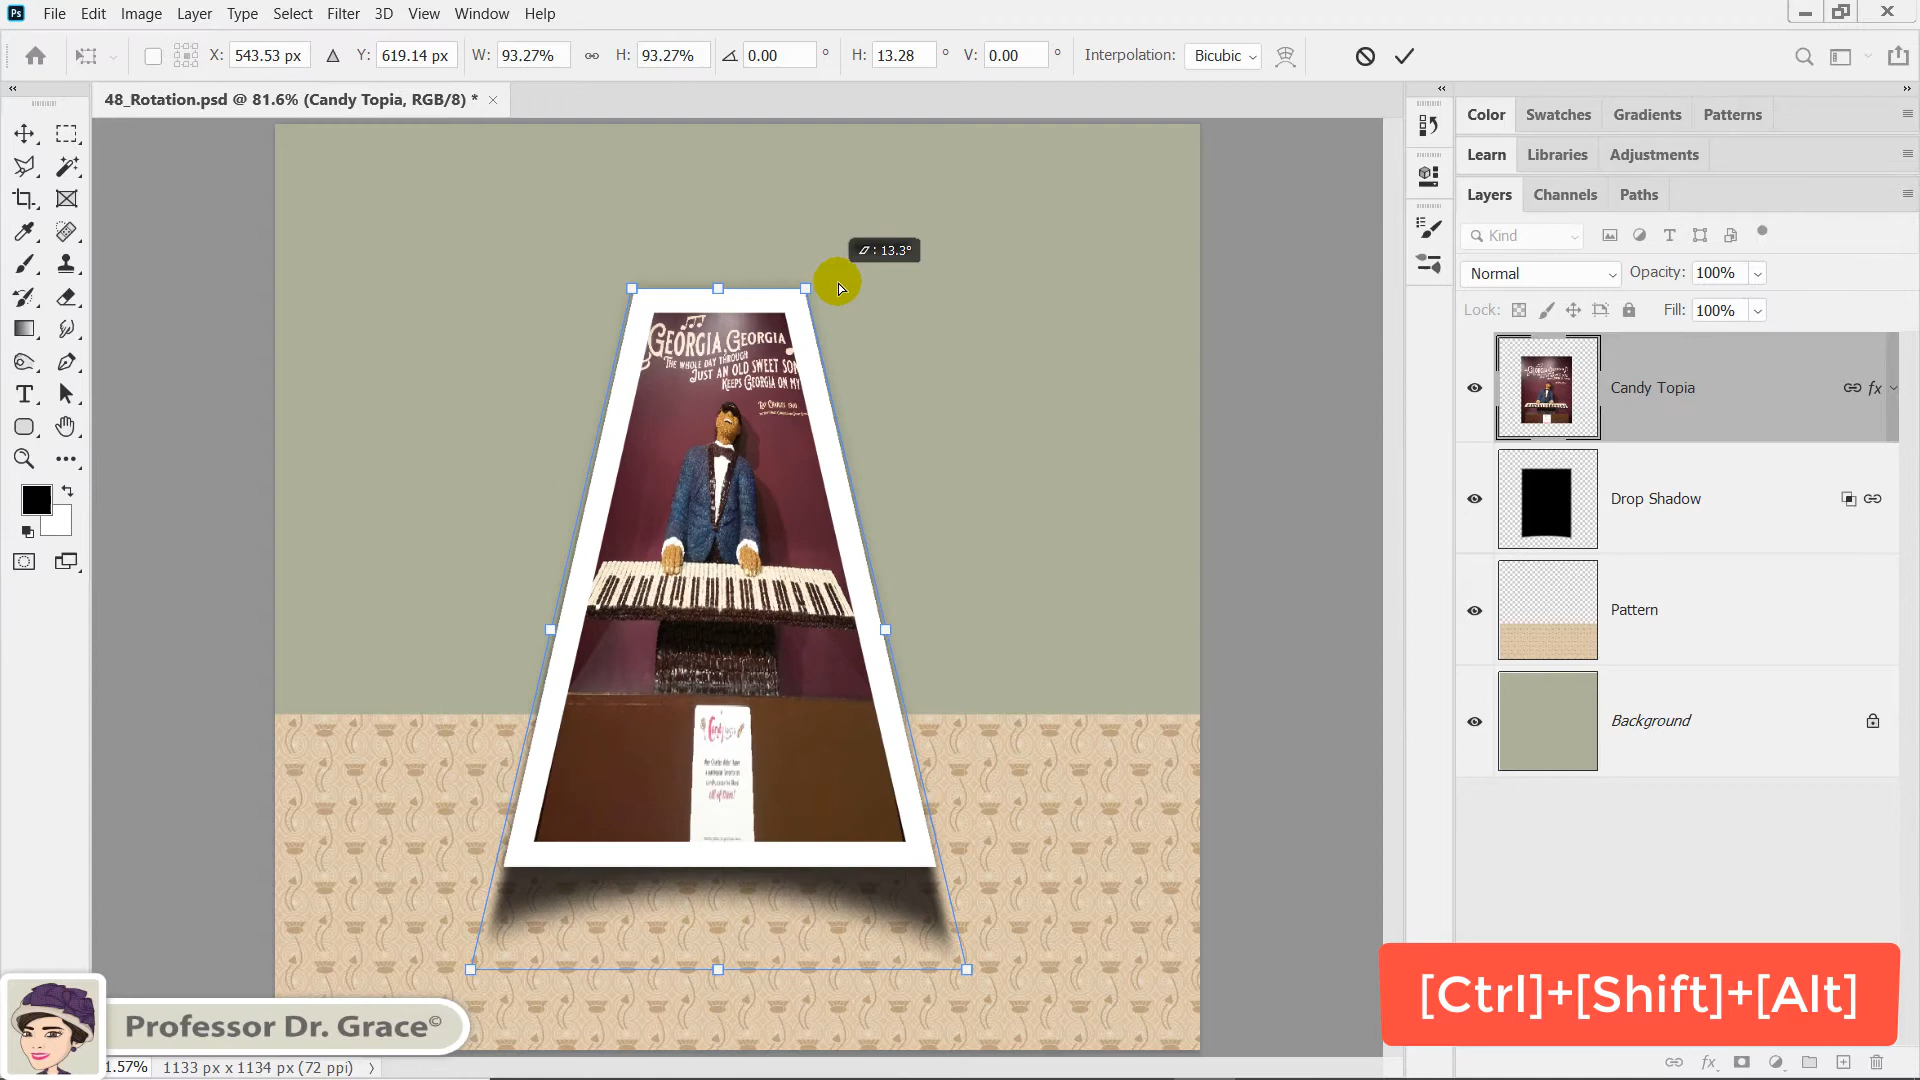 Ps File Edit Image Layer Type Select Filter 3D View Window Help
X: 543.53 px Y: 619.14 px W: 93.27% H: 93.27% 0.00 ° H: 13.28 ° V: 0.00 ° Interpolation: Bicubic
48_Rotation.psd @ 81.6% (Candy Topia, RGB/8) *
: 13.3°
GEORGIA, GEORGIA
THE WHOLE DAY THROUGH
JUST AN OLD SWEET SON
KEEPS GEORGIA ON MY
Color Swatches Gradients Patterns
Learn Libraries Adjustments
Layers Channels Paths
Kind
Normal Opacity: 100%
Lock: Fill: 100%
Candy Topia fx
Drop Shadow
Pattern
Background
[Ctrl]+[Shift]+[Alt]
Professor Dr. Grace©
1.57% 1133 px x 1134 px (72 ppi)
fx